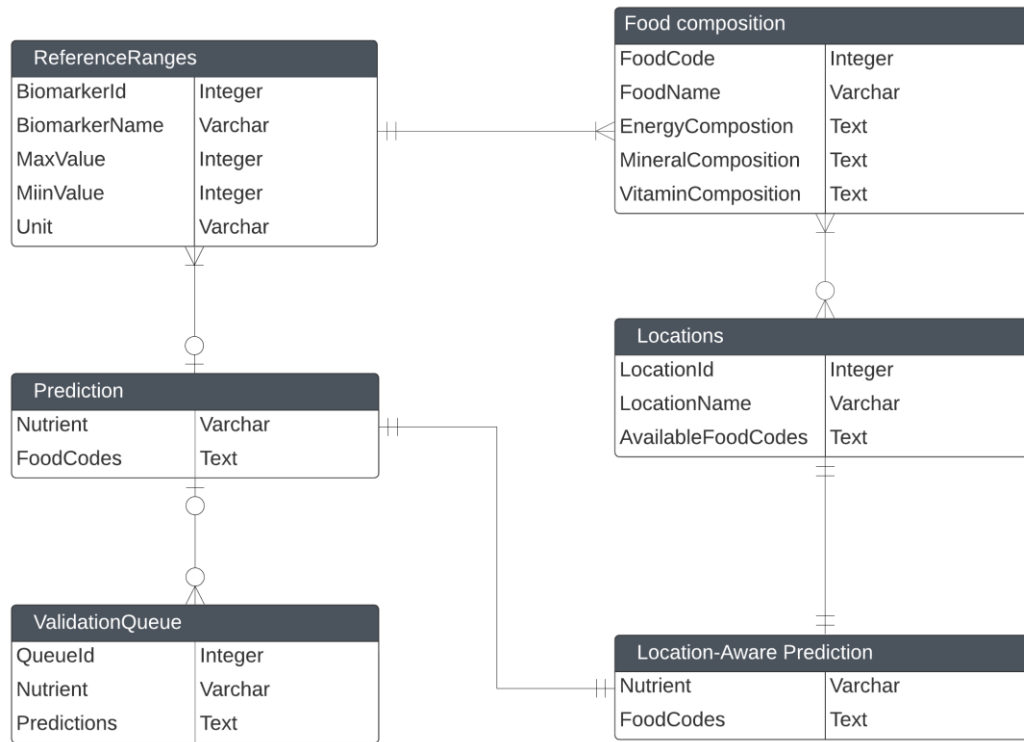 ReferenceRanges
BiomarkerId Integer
BiomarkerName Varchar
MaxValue Integer
MiinValue Integer
Unit Varchar
Food composition
FoodCode Integer
FoodName Varchar
EnergyCompostion Text
MineralComposition Text
VitaminComposition Text
Prediction
Nutrient Varchar
FoodCodes Text
Locations
LocationId Integer
LocationName Varchar
AvailableFoodCodes Text
ValidationQueue
QueueId Integer
Nutrient Varchar
Predictions Text
Location-Aware Prediction
Nutrient Varchar
FoodCodes Text